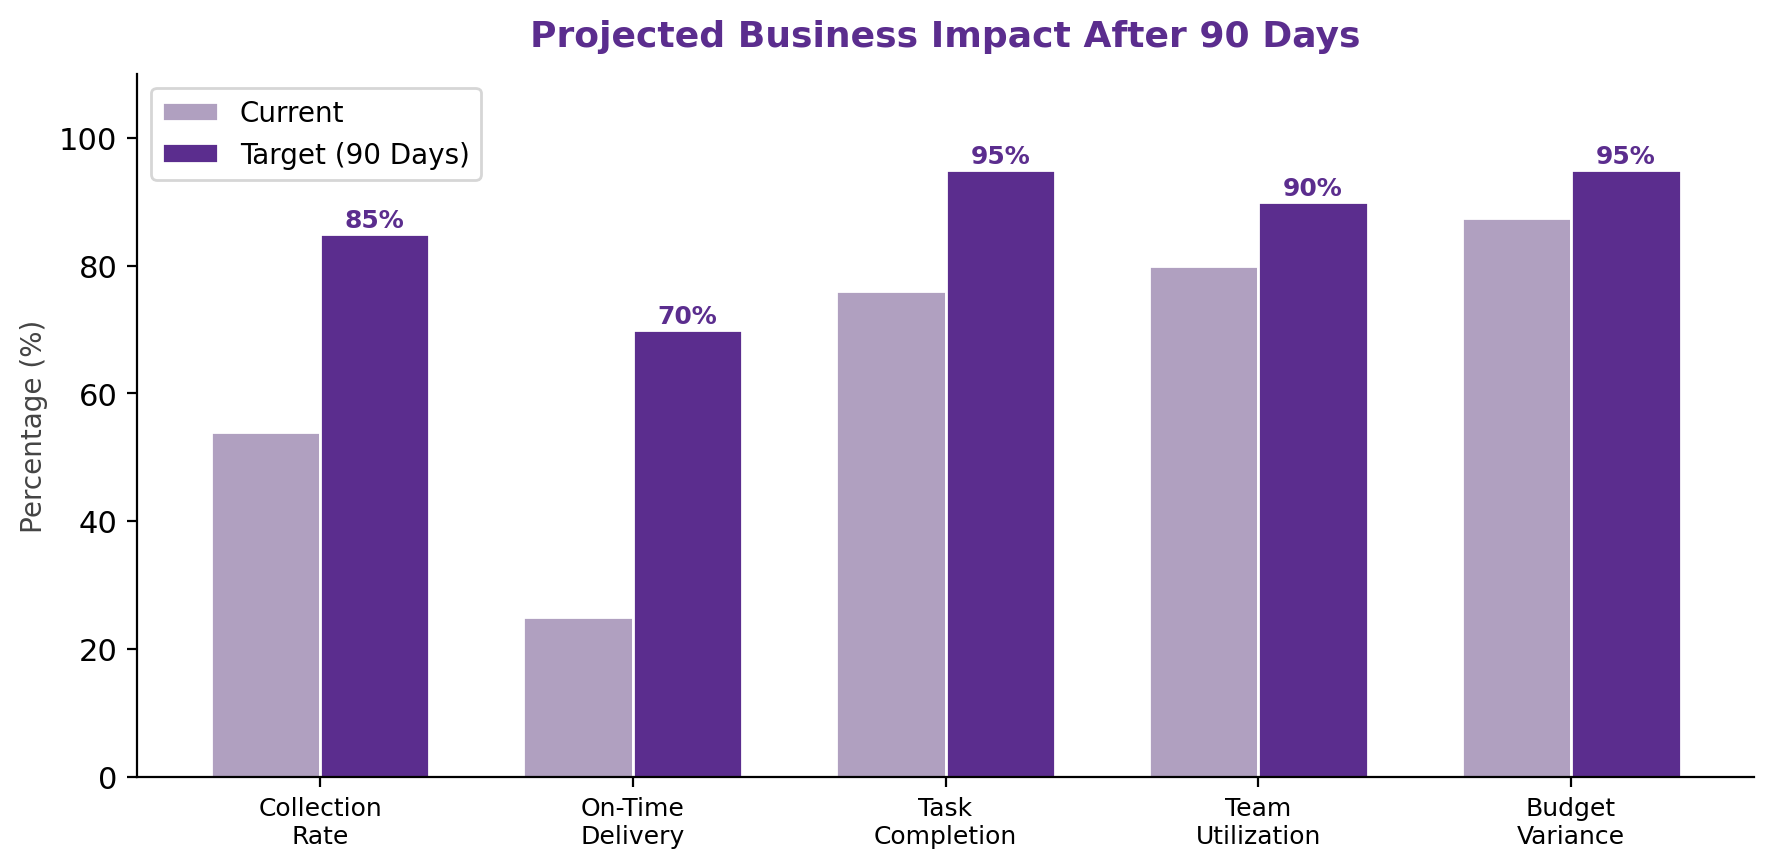 Projected Business Impact After 90 Days
Current
Target (90 Days)
Percentage (%)
100
80
60
40
20
0
85%
70%
95%
90%
95%
Collection
Rate
On-Time
Delivery
Task
Completion
Team
Utilization
Budget
Variance